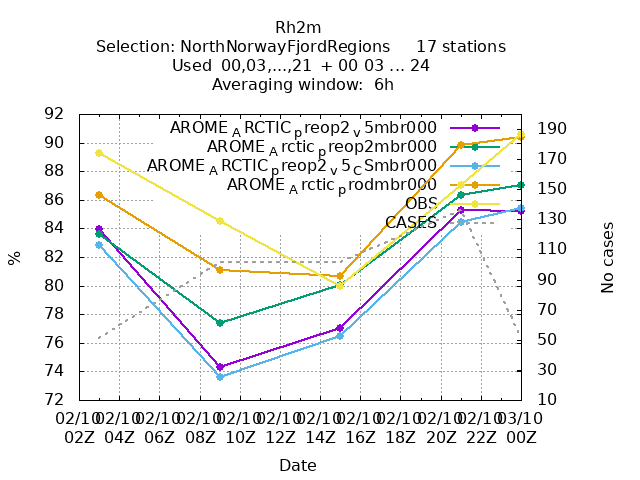 Rh2m
Selection: NorthNorwayFjordRegions 17 stations
Used 00,03,...,21 + 00 03 ... 24
Averaging window: 6h
92
90
88
86
84
82
80
78
76
74
72
%
AROME_ARCTIC_preop2_v5mbr000
AROME_Arctic_preop2mbr000
AROME_ARCTIC_preop2_v5_CSmbr000
AROME_Arctic_prodmbr000
OBS
CASES
190
170
150
130
110
90
70
50
30
10
No cases
02/10 02/10 02/10 02/10 02/10 02/10 02/10 02/10 02/10 02/10 02/10 03/10
02Z 04Z 06Z 08Z 10Z 12Z 14Z 16Z 18Z 20Z 22Z 00Z
Date